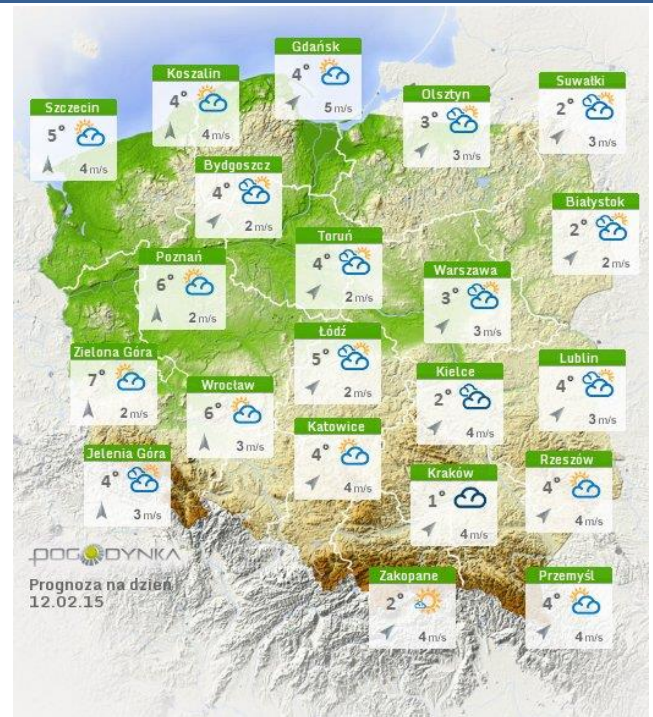 Gdańsk
4°
5 m/s
Koszalin
4°
4 m/s
Suwałki
2°
3 m/s
Olsztyn
3°
3 m/s
Szczecin
5°
4 m/s
Bydgoszcz
4°
2 m/s
Białystok
2°
2 m/s
Toruń
4°
2 m/s
Poznań
6°
2 m/s
Warszawa
3°
3 m/s
Łódź
5°
2 m/s
Zielona Góra
7°
2 m/s
Lublin
4°
3 m/s
Kielce
2°
4 m/s
Wrocław
6°
3 m/s
Katowice
4°
4 m/s
Jelenia Góra
4°
3 m/s
Rzeszów
4°
4 m/s
Kraków
1°
4 m/s
POGODYNKA
Prognoza na dzień
12.02.15
Zakopane
2°
4 m/s
Przemyśl
4°
4 m/s